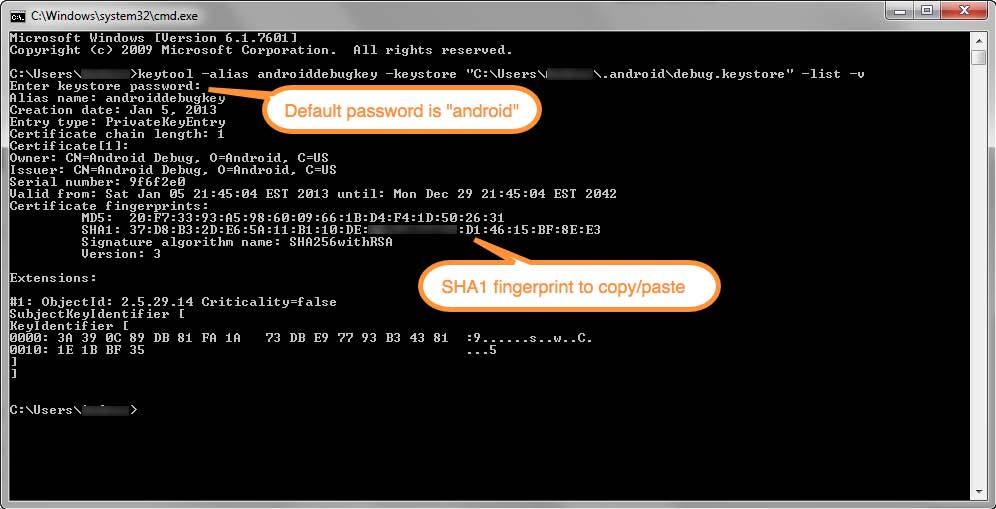 C:\Windows\system32\cmd.exe
Microsoft Windows [Version 6.1.7601]
Copyright (c) 2009 Microsoft Corporation.  All rights reserved.
C:\Users\ >keytool -alias androiddebugkey -keystore "C:\Users\ \.android\debug.keystore" -list -v
Enter keystore password:
Default password is "android"
Alias name: androiddebugkey
Creation date: Jan 5, 2013
Entry type: PrivateKeyEntry
Certificate chain length: 1
Certificate[1]:
Owner: CN=Android Debug, O=Android, C=US
Issuer: CN=Android Debug, O=Android, C=US
Serial number: 9f6f2e0
Valid from: Sat Jan 05 21:45:04 EST 2013 until: Mon Dec 29 21:45:04 EST 2042
Certificate fingerprints:
MD5:  20:F7:33:93:A5:98:60:09:66:1B:D4:F4:1D:50:26:31
SHA1: 37:D8:B3:2D:E6:5A:11:B1:10:DE: :D1:46:15:BF:8E:E3
Signature algorithm name: SHA256withRSA
Version: 3
SHA1 fingerprint to copy/paste
Extensions:
#1: ObjectId: 2.5.29.14 Criticality=false
SubjectKeyIdentifier [
KeyIdentifier [
0000: 3A 39 0C 89 DB 81 FA 1A   73 DB E9 77 93 B3 43 81  :9......s..w..C.
0010: 1E 1B BF 35                                        ...5
]
]
C:\Users\ >